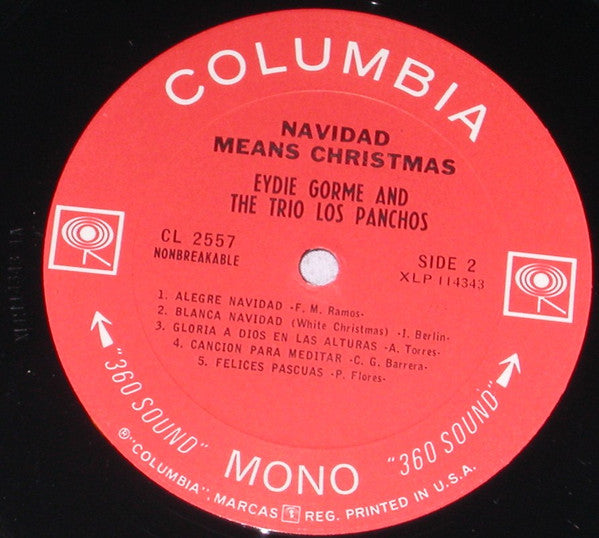 COLUMBIA
NAVIDAD
MEANS CHRISTMAS
EYDIE GORME AND
THE TRIO LOS PANCHOS
CL 2557
NONBREAKABLE
SIDE 2
XLP 114343
1. ALEGRE NAVIDAD -F. M. Ramos-
2. BLANCA NAVIDAD (White Christmas) -I. Berlin-
3. GLORIA A DIOS EN LAS ALTURAS -A. Torres-
4. CANCION PARA MEDITAR -C. G. Barrera-
5. FELICES PASCUAS -P. Flores-
"360 SOUND"
MONO
"360 SOUND"
® "COLUMBIA", MARCAS REG. PRINTED IN U.S.A.